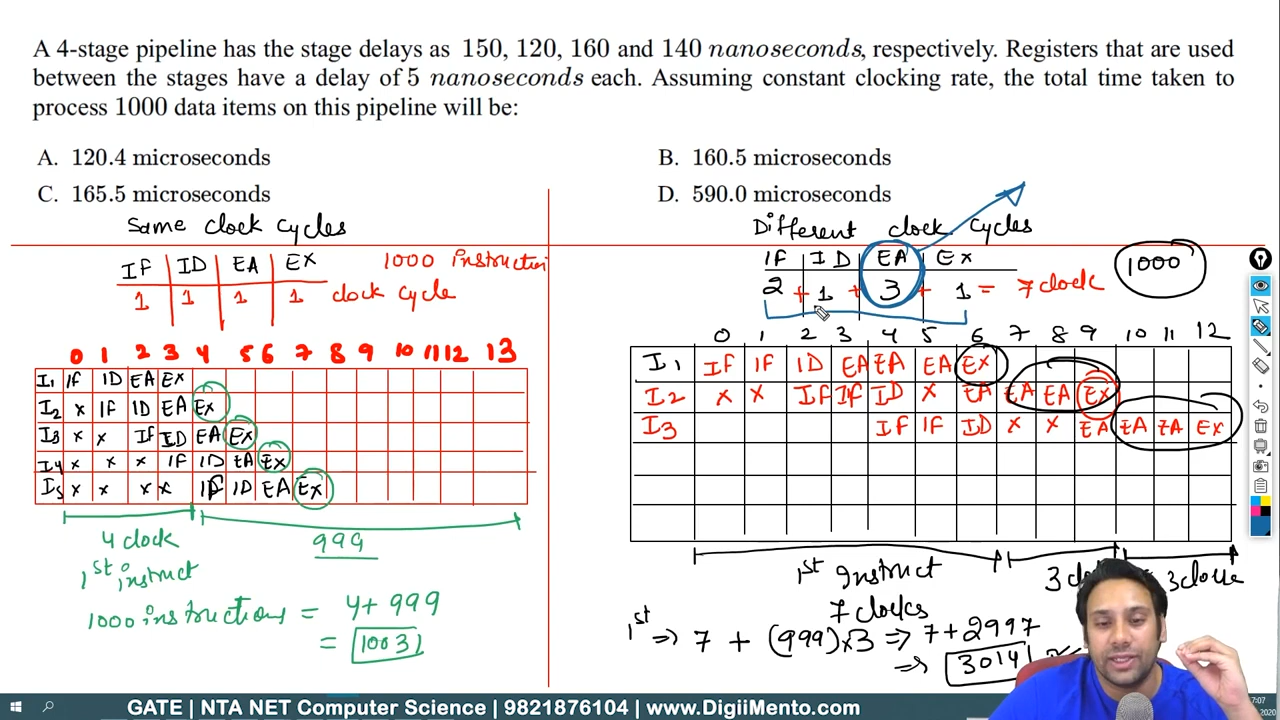 A 4-stage pipeline has the stage delays as 150, 120, 160 and 140 nanoseconds, respectively. Registers that are used
between the stages have a delay of 5 nanoseconds each. Assuming constant clocking rate, the total time taken to
process 1000 data items on this pipeline will be:
A. 120.4 microseconds
B. 160.5 microseconds
C. 165.5 microseconds
D. 590.0 microseconds
Same clock cycles
IF ID EA EX 1000 instruction
1 1 1 1 clock cycle
0 1 2 3 4 5 6 7 8 9 10 11 12 13
I1 IF ID EA EX
I2 x IF ID EA EX
I3 x x IF ID EA EX
I4 x x x IF ID EA EX
I5 x x x x IF ID EA EX
4 clock 999
1st instruct
1000 instructions = 4+999
= 1003
Different clock cycles
IF ID EA EX 1000
2 + 1 + 3 + 1 = 7 clock
0 1 2 3 4 5 6 7 8 9 10 11 12
I1 IF IF ID EA EA EA EX
I2 x x IF IF ID x EA EA EA EX
I3 IF IF ID x x EA EA EA EX
1st Instruct
7 clocks
1st => 7 + (999)x3 => 7+2997
=> 3014
GATE | NTA NET Computer Science | 9821876104 | www.DigiiMento.com